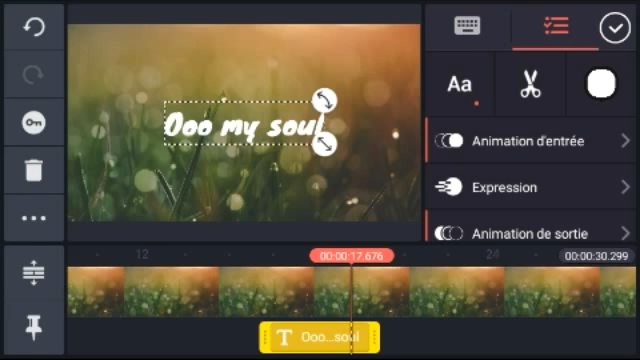 Ooo my soul
Aa
Animation d'entrée
Expression
Animation de sortie
12
00:00:17.676
24
00:00:30.299
T Ooo...soul